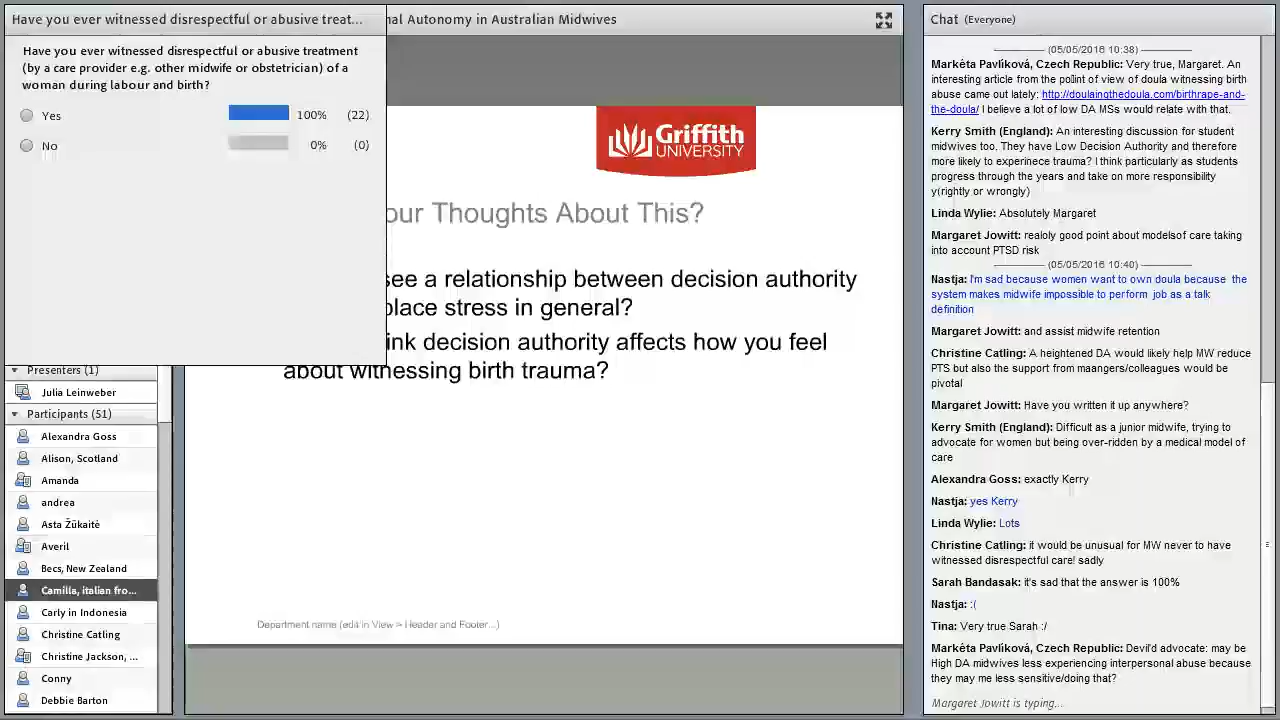 Have you ever witnessed disrespectful or abusive treat...
Have you ever witnessed disrespectful or abusive treatment
(by a care provider e.g. other midwife or obstetrician) of a
woman during labour and birth?
Yes 100% (22)
No 0% (0)
nal Autonomy in Australian Midwives
Griffith
UNIVERSITY
our Thoughts About This?
see a relationship between decision authority
place stress in general?
ink decision authority affects how you feel
about witnessing birth trauma?
Department name (edit in View > Header and Footer...)
Presenters (1)
Julia Leinweber
Participants (51)
Alexandra Goss
Alison, Scotland
Amanda
andrea
Asta Žūkaitė
Averil
Becs, New Zealand
Camilla, italian fro...
Carly in Indonesia
Christine Catling
Christine Jackson, ...
Conny
Debbie Barton
Chat (Everyone)
(05/05/2016 10:38)
Markéta Pavlíková, Czech Republic: Very true, Margaret. An
interesting article from the point of view of doula witnessing birth
abuse came out lately: http://doulaingthedoula.com/birthrape-and-
the-doula/ I believe a lot of low DA MSs would relate with that.
Kerry Smith (England): An interesting discussion for student
midwives too. They have Low Decision Authority and therefore
more likely to experinece trauma? I think particularly as students
progress through the years and take on more responsibility
y(rightly or wrongly)
Linda Wylie: Absolutely Margaret
Margaret Jowitt: realoly good point about modelsof care taking
into account PTSD risk
(05/05/2016 10:40)
Nastja: I'm sad because women want to own doula because the
system makes midwife impossible to perform job as a talk
definition
Margaret Jowitt: and assist midwife retention
Christine Catling: A heightened DA would likely help MW reduce
PTS but also the support from maangers/colleagues would be
pivotal
Margaret Jowitt: Have you written it up anywhere?
Kerry Smith (England): Difficult as a junior midwife, trying to
advocate for women but being over-ridden by a medical model of
care
Alexandra Goss: exactly Kerry
Nastja: yes Kerry
Linda Wylie: Lots
Christine Catling: it would be unusual for MW never to have
witnessed disrespectful care! sadly
Sarah Bandasak: it's sad that the answer is 100%
Nastja: :(
Tina: Very true Sarah :/
Markéta Pavlíková, Czech Republic: Devil'd advocate: may be
High DA midwives less experiencing interpersonal abuse because
they may me less sensitive/doing that?
Margaret Jowitt is typing...